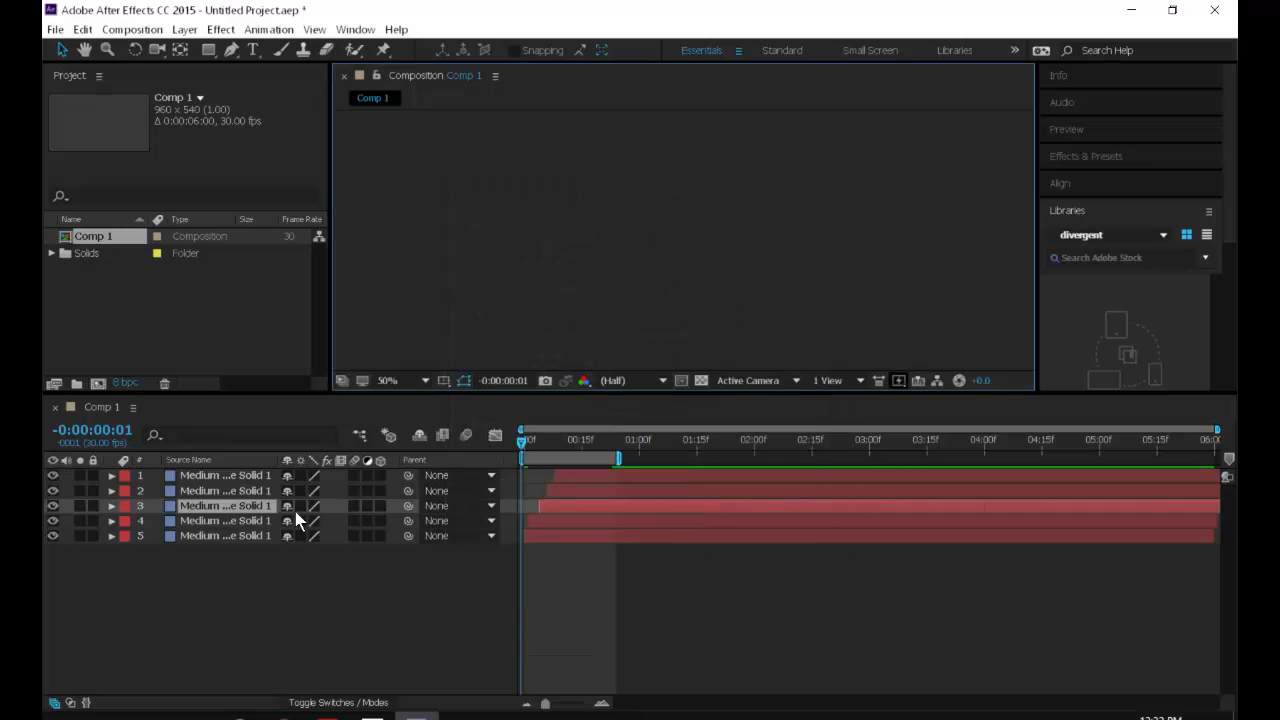 Adobe After Effects CC 2015 - Untitled Project.aep *
File Edit Composition Layer Effect Animation View Window Help
Snapping Essentials Standard Small Screen Libraries Search Help
Project
Comp 1
960 x 540 (1.00)
Δ 0:00:06:00, 30.00 fps
Name Type Size Frame Rate
Comp 1 Composition 30
Solids Folder
8 bpc
Composition Comp 1
Comp 1
50% -0:00:00:01 (Half) Active Camera 1 View +0.0
Info
Audio
Preview
Effects & Presets
Align
Libraries
divergent
Search Adobe Stock
Comp 1
-0:00:00:01
-0001 (30.00 fps)
00f 00:15f 01:00f 01:15f 02:00f 02:15f 03:00f 03:15f 04:00f 04:15f 05:00f 05:15f 06:0
# Source Name fx Parent
1 Medium ...e Solid 1 None
2 Medium ...e Solid 1 None
3 Medium ...e Solid 1 None
4 Medium ...e Solid 1 None
5 Medium ...e Solid 1 None
Toggle Switches / Modes